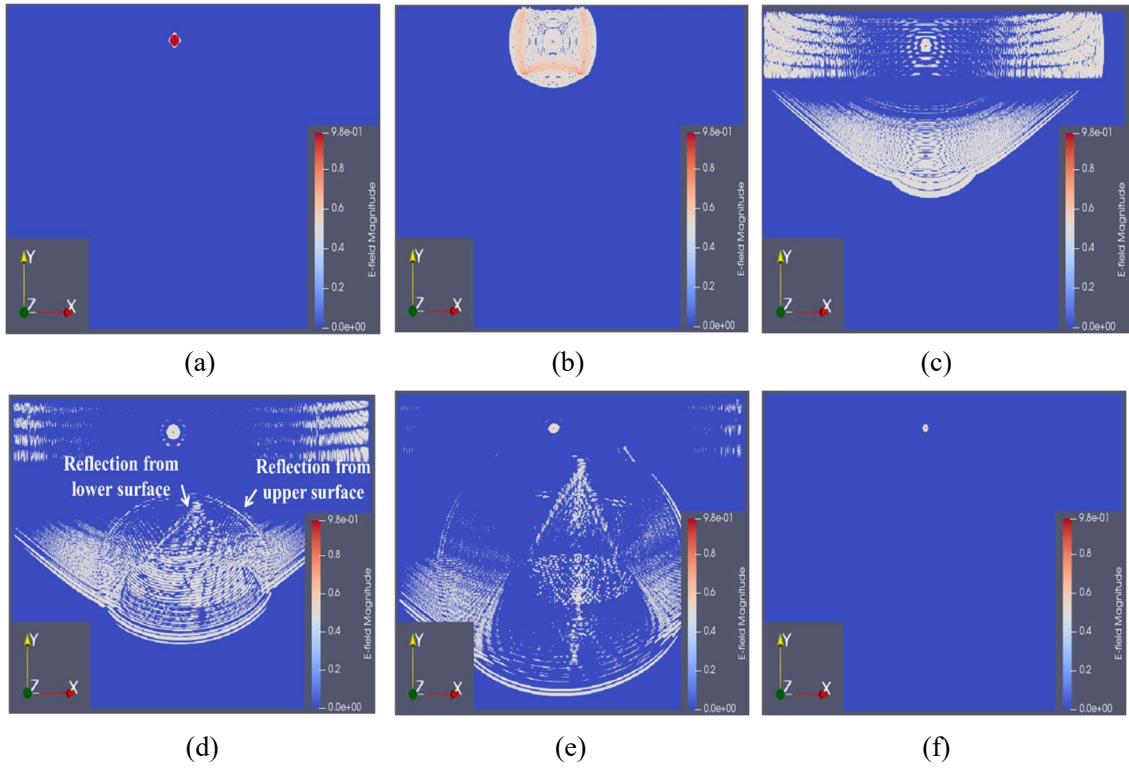 9.8e-01
0.8
0.6
0.4
0.2
0.0e+00
E-field Magnitude
Y
Z
X
(a)
9.8e-01
0.8
0.6
0.4
0.2
0.0e+00
E-field Magnitude
Y
Z
X
(b)
9.8e-01
0.8
0.6
0.4
0.2
0.0e+00
E-field Magnitude
Y
Z
X
(c)
Reflection from
lower surface
Reflection from
upper surface
9.8e-01
0.8
0.6
0.4
0.2
0.0e+00
E-field Magnitude
Y
Z
X
(d)
9.8e-01
0.8
0.6
0.4
0.2
0.0e+00
E-field Magnitude
Y
Z
X
(e)
9.8e-01
0.8
0.6
0.4
0.2
0.0e+00
E-field Magnitude
Y
Z
X
(f)